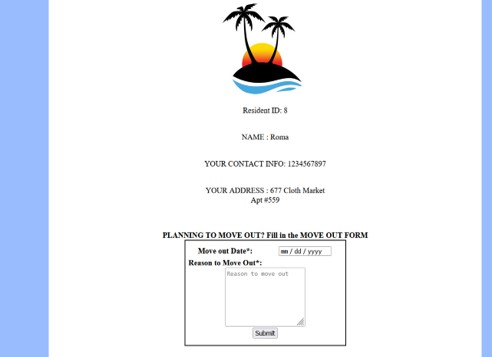 Resident ID: 8
NAME : Roma
YOUR CONTACT INFO: 1234567897
YOUR ADDRESS : 677 Cloth Market
Apt #559
PLANNING TO MOVE OUT? Fill in the MOVE OUT FORM
Move out Date*: mm / dd / yyyy
Reason to Move Out*:
Reason to move out
Submit